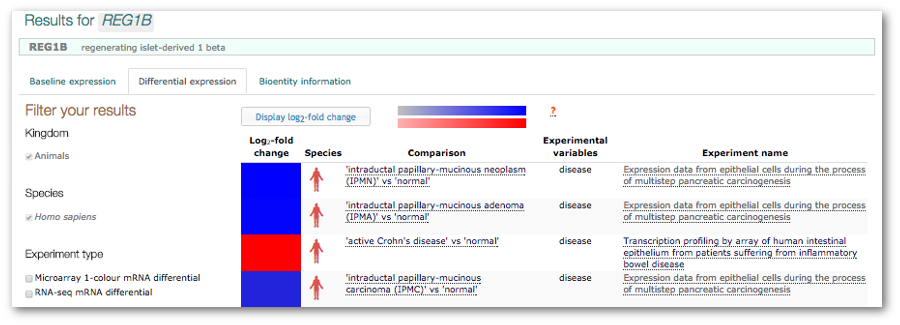 Results for REG1B
REG1B regenerating islet-derived 1 beta
Baseline expression Differential expression Bioentity information
Filter your results
Kingdom
Animals
Species
Homo sapiens
Experiment type
Microarray 1-colour mRNA differential
RNA-seq mRNA differential
Display log2-fold change
?
Log2-fold
change
Species
Comparison
Experimental
variables
Experiment name
'intraductal papillary-mucinous neoplasm
(IPMN)' vs 'normal'
disease
Expression data from epithelial cells during the process
of multistep pancreatic carcinogenesis
'intraductal papillary-mucinous adenoma
(IPMA)' vs 'normal'
disease
Expression data from epithelial cells during the process
of multistep pancreatic carcinogenesis
'active Crohn's disease' vs 'normal'
disease
Transcription profiling by array of human intestinal
epithelium from patients suffering from inflammatory
bowel disease
'intraductal papillary-mucinous
carcinoma (IPMC)' vs 'normal'
disease
Expression data from epithelial cells during the process
of multistep pancreatic carcinogenesis